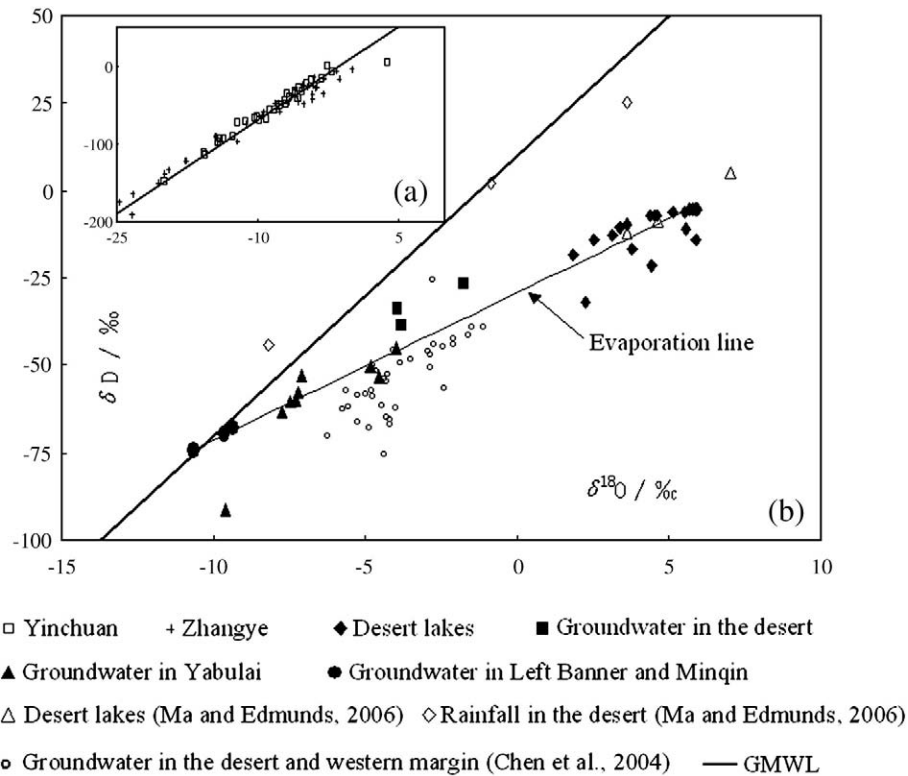 50
25
0
-25
-50
-75
-100
δ D / ‰
0
-100
-200
-25 -10 5
(a)
Evaporation line
δ18O / ‰
(b)
-15 -10 -5 0 5 10
□ Yinchuan + Zhangye ◆ Desert lakes ■ Groundwater in the desert
▲ Groundwater in Yabulai ● Groundwater in Left Banner and Minqin
△ Desert lakes (Ma and Edmunds, 2006) ◇ Rainfall in the desert (Ma and Edmunds, 2006)
○ Groundwater in the desert and western margin (Chen et al., 2004) — GMWL